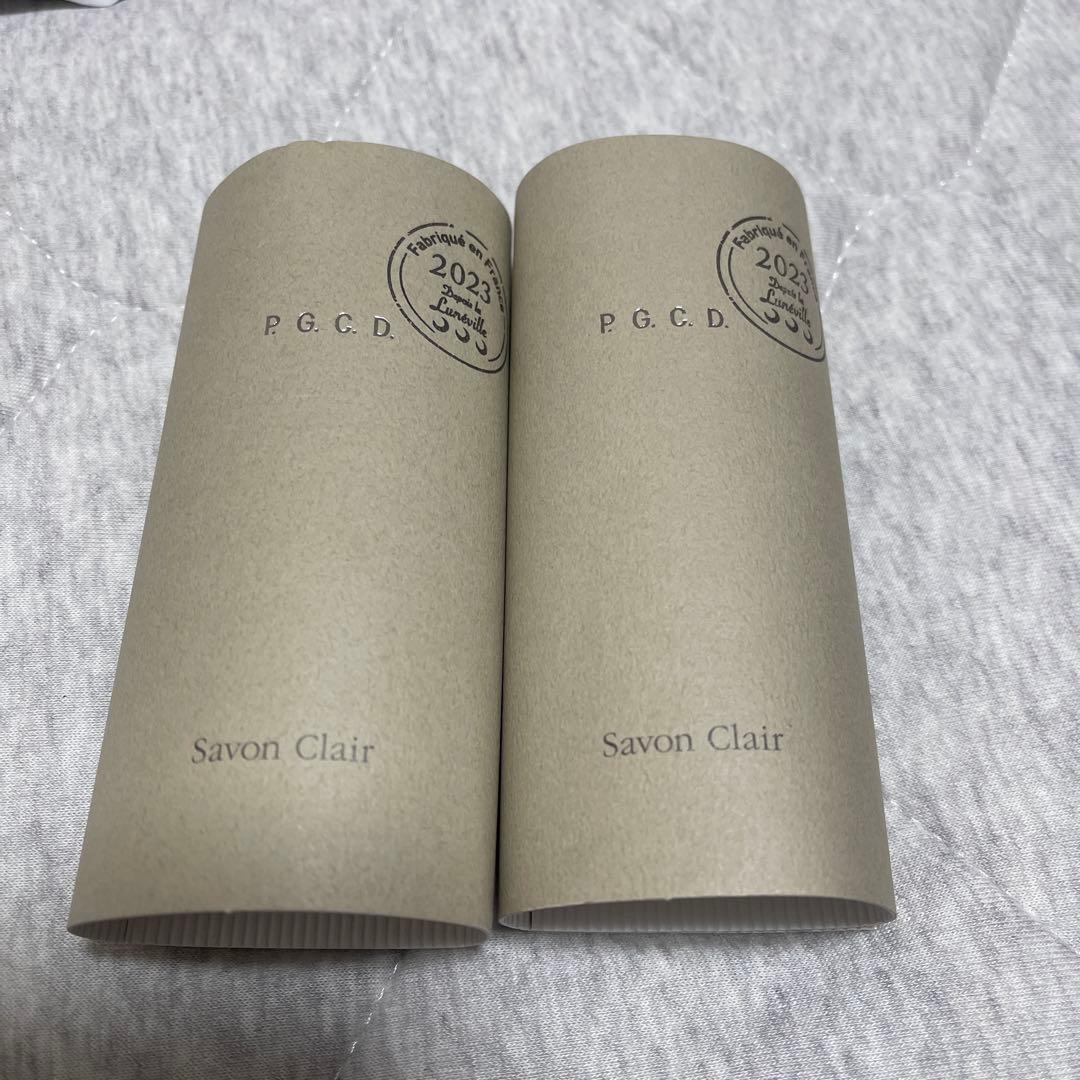 Fabriqué en France
2023
Depuis la
Lunéville
P. G. C. D.
Savon Clair
Fabriqué en
2023
Depuis la
Lunéville
P. G. C. D.
Savon Clair